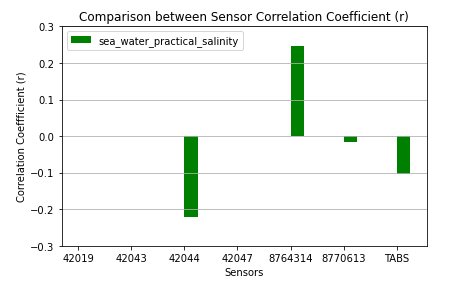 Comparison between Sensor Correlation Coefficient (r)
sea_water_practical_salinity
0.3
0.2
0.1
0.0
−0.1
−0.2
−0.3
Correlation Coeffficient (r)
42019 42043 42044 42047 8764314 8770613 TABS
Sensors